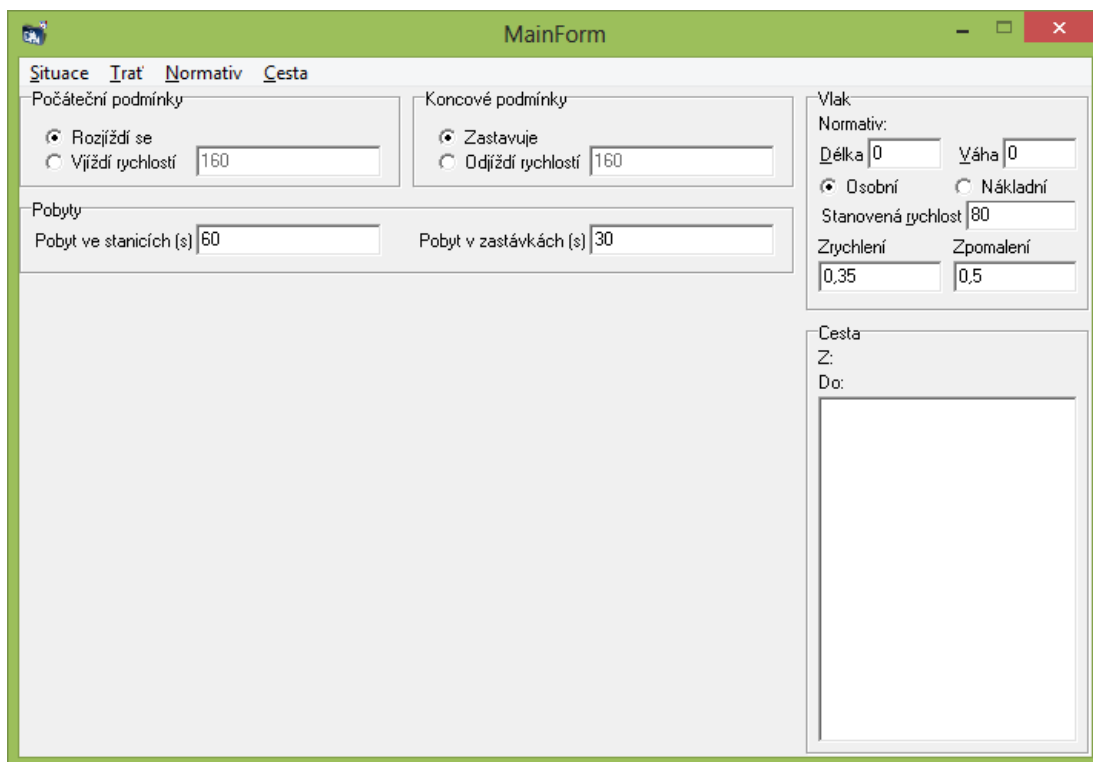 MainForm
Situace Trať Normativ Cesta
Počáteční podmínky
Rozjíždí se
Vjíždí rychlostí 160
Koncové podmínky
Zastavuje
Odjíždí rychlostí 160
Pobyty
Pobyt ve stanicích (s) 60 Pobyt v zastávkách (s) 30
Vlak
Normativ:
Délka 0 Váha 0
Osobní Nákladní
Stanovená rychlost 80
Zrychlení Zpomalení
0,35 0,5
Cesta
Z:
Do: